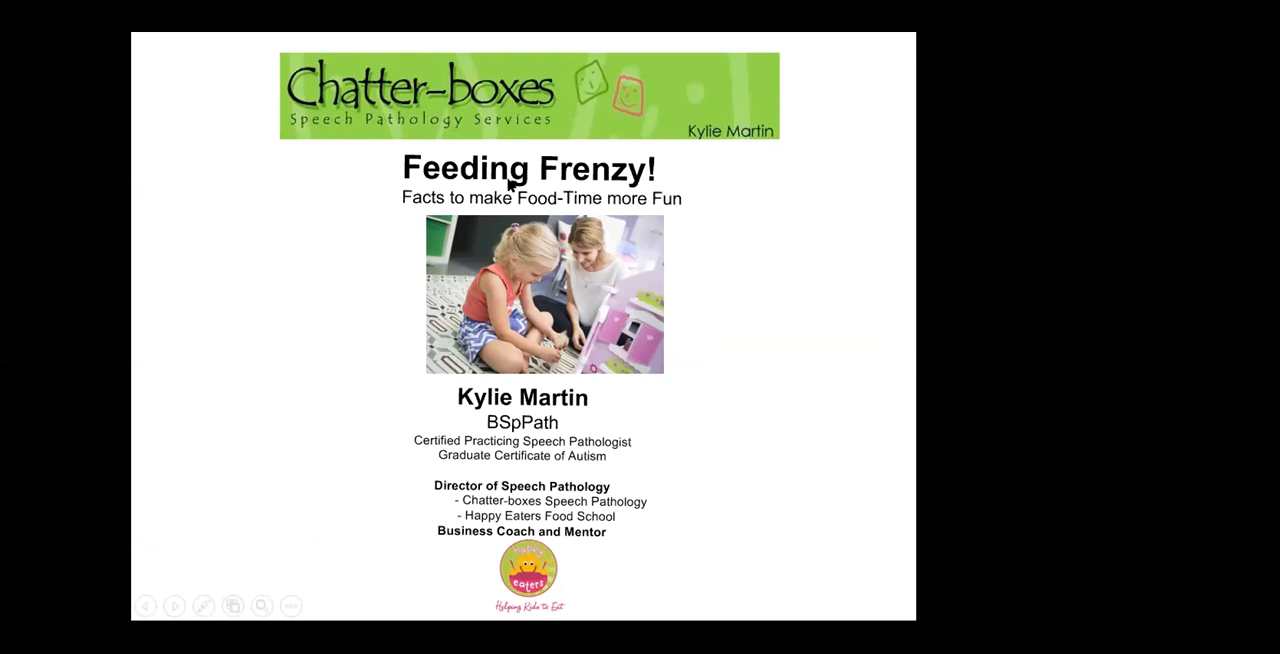 Chatter-boxes
Speech Pathology Services
Kylie Martin
Feeding Frenzy!
Facts to make Food-Time more Fun
Kylie Martin
BSpPath
Certified Practicing Speech Pathologist
Graduate Certificate of Autism
Director of Speech Pathology
- Chatter-boxes Speech Pathology
- Happy Eaters Food School
Business Coach and Mentor
happy
eaters
Helping Kids to Eat